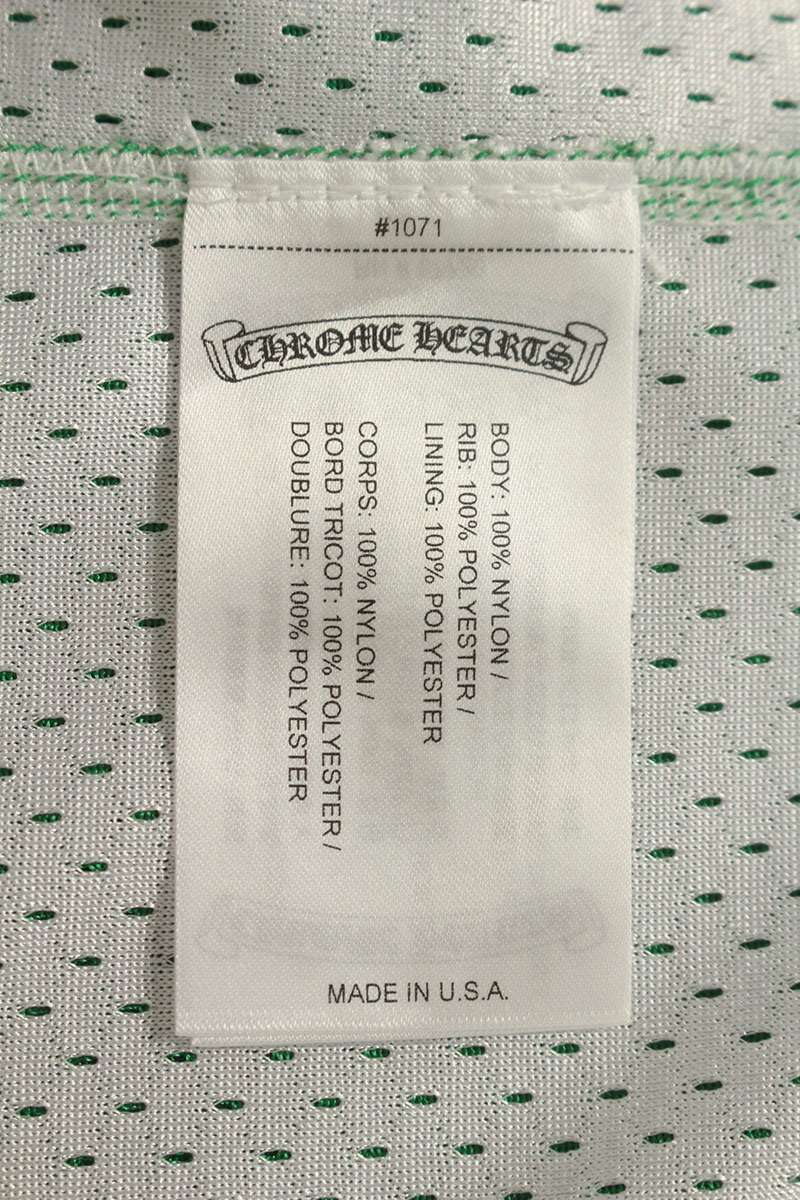 #1071
CHROME HEARTS
BODY: 100% NYLON /
RIB: 100% POLYESTER /
LINING: 100% POLYESTER
CORPS: 100% NYLON /
BORD TRICOT: 100% POLYESTER /
DOUBLURE: 100% POLYESTER
MADE IN U.S.A.